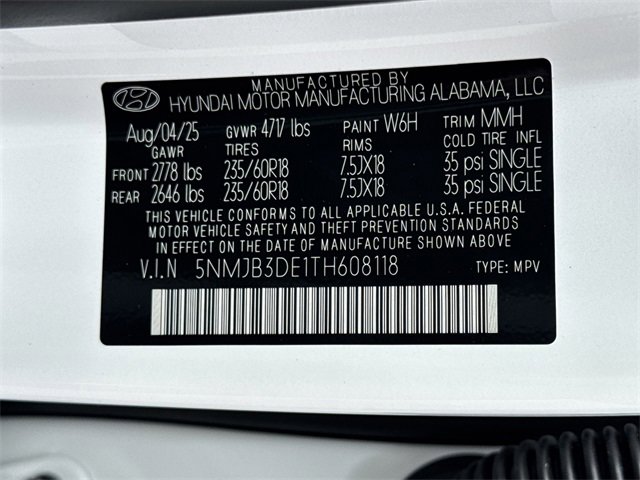 MANUFACTURED BY
HYUNDAI MOTOR MANUFACTURING ALABAMA, LLC
Aug/04/25 GVWR 4717 lbs PAINT W6H TRIM MMH
GAWR TIRES RIMS COLD TIRE INFL
FRONT 2778 lbs 235/60R18 7.5JX18 35 psi SINGLE
REAR 2646 lbs 235/60R18 7.5JX18 35 psi SINGLE
THIS VEHICLE CONFORMS TO ALL APPLICABLE U.S.A. FEDERAL
MOTOR VEHICLE SAFETY BUMPER AND THEFT PREVENTION STANDARDS
IN EFFECT ON THE DATE OF MANUFACTURE SHOWN ABOVE.
V.I.N 5NMJB3DE1TH608118 TYPE: MPV